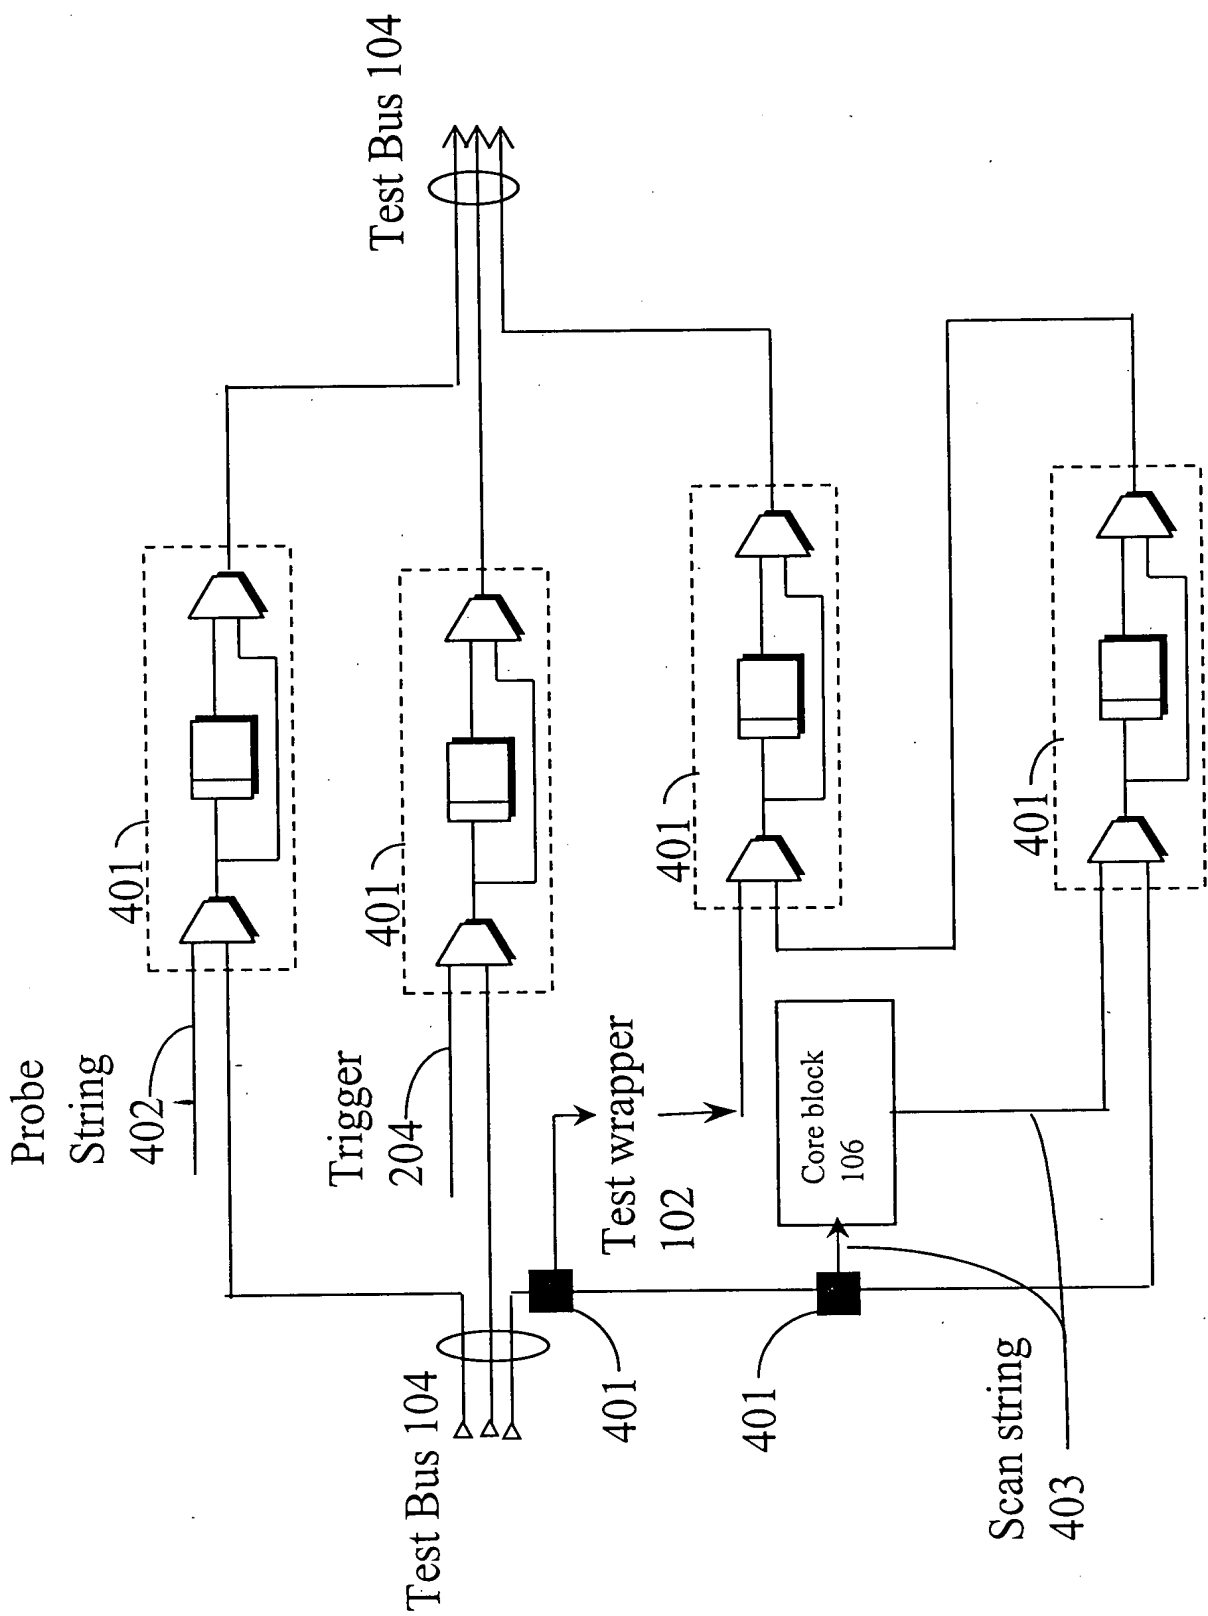 Probe
String
402
401
Trigger
204
401
Test Bus 104
Test Bus 104
Test wrapper
102
401
Core block
106
401
401
401
Scan string
403